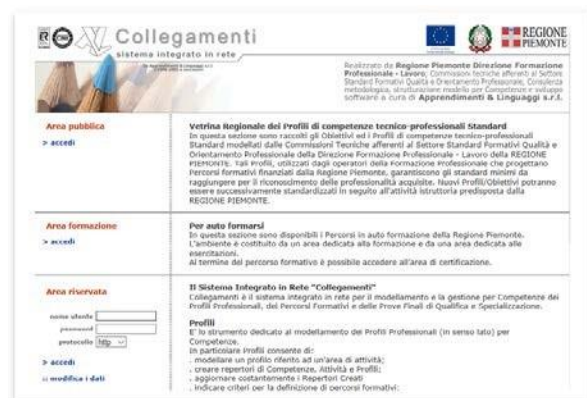 Collegamenti
sistema integrato in rete
REGIONE
PIEMONTE
Realizzato da Regione Piemonte Direzione Formazione
Professionale - Lavoro; Commissioni tecniche afferenti al Settore
Standard Formativi Qualità e Orientamento Professionale; Consulenza
metodologica, strutturazione modello per Competenze e sviluppo
software a cura di Apprendimenti & Linguaggi s.r.l.
Area pubblica
> accedi
Vetrina Regionale dei Profili di competenze tecnico-professionali Standard
In questa sezione sono raccolti gli Obiettivi ed i Profili di competenze tecnico-professionali
Standard modellati dalle Commissioni Tecniche afferenti al Settore Standard Formativi Qualità e
Orientamento Professionale della Direzione Formazione Professionale - Lavoro della REGIONE
PIEMONTE. Tali Profili, utilizzati dagli operatori della Formazione Professionale che progettano
Percorsi formativi finanziati dalla Regione Piemonte, garantiscono gli standard minimi da
raggiungere per il riconoscimento delle professionalità acquisite. Nuovi Profili/Obiettivi potranno
essere successivamente standardizzati in seguito all'attività istruttoria predisposta dalla
REGIONE PIEMONTE.
Area formazione
> accedi
Per auto formarsi
In questa sezione sono disponibili i Percorsi in auto formazione della Regione Piemonte.
L'ambiente è costituito da un area dedicata alla formazione e da una area dedicata alle
esercitazioni.
Al termine del percorso formativo è possibile accedere all'area di certificazione.
Area riservata
nome utente
password
protocollo http
> accedi
:: modifica i dati
Il Sistema Integrato in Rete "Collegamenti"
Collegamenti è il sistema integrato in rete per il modellamento e la gestione per Competenze dei
Profili Professionali, dei Percorsi Formativi e delle Prove Finali di Qualifica e Specializzazione.
Profili
E' lo strumento dedicato al modellamento dei Profili Professionali (in senso lato) per
Competenze.
In particolare Profili consente di:
. modellare un profilo riferito ad un'area di attività;
. creare repertori di Competenze, Attività e Profili;
. aggiornare costantemente i Repertori Creati
. indicare criteri per la definizione di percorsi formativi;